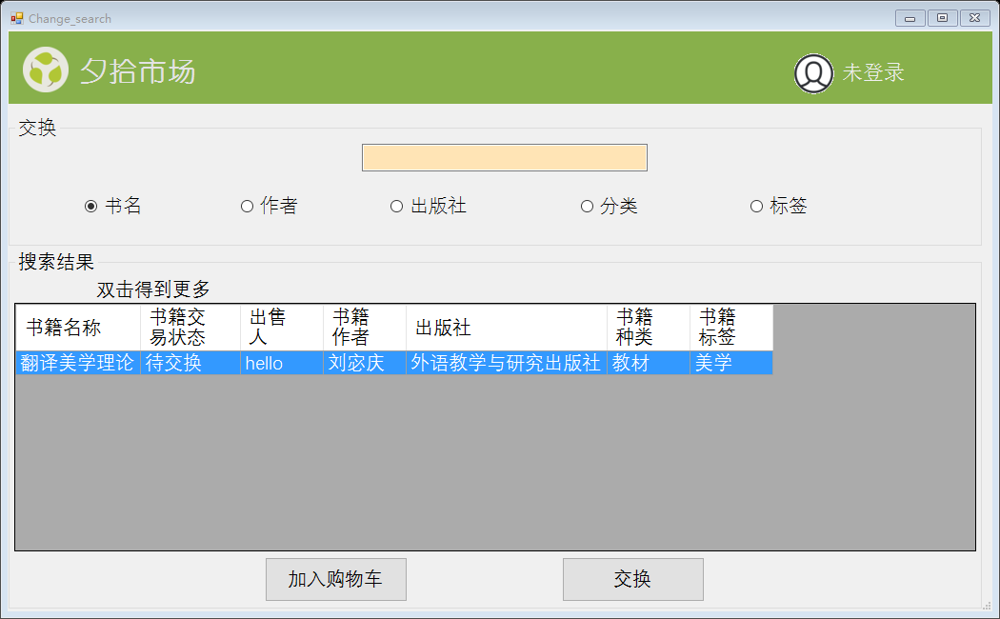 Change_search
夕拾市场
未登录
交换
书名 作者 出版社 分类 标签
搜索结果
双击得到更多
书籍名称 书籍交易状态 出售人 书籍作者 出版社 书籍种类 书籍标签
翻译美学理论 待交换 hello 刘宓庆 外语教学与研究出版社 教材 美学
加入购物车 交换